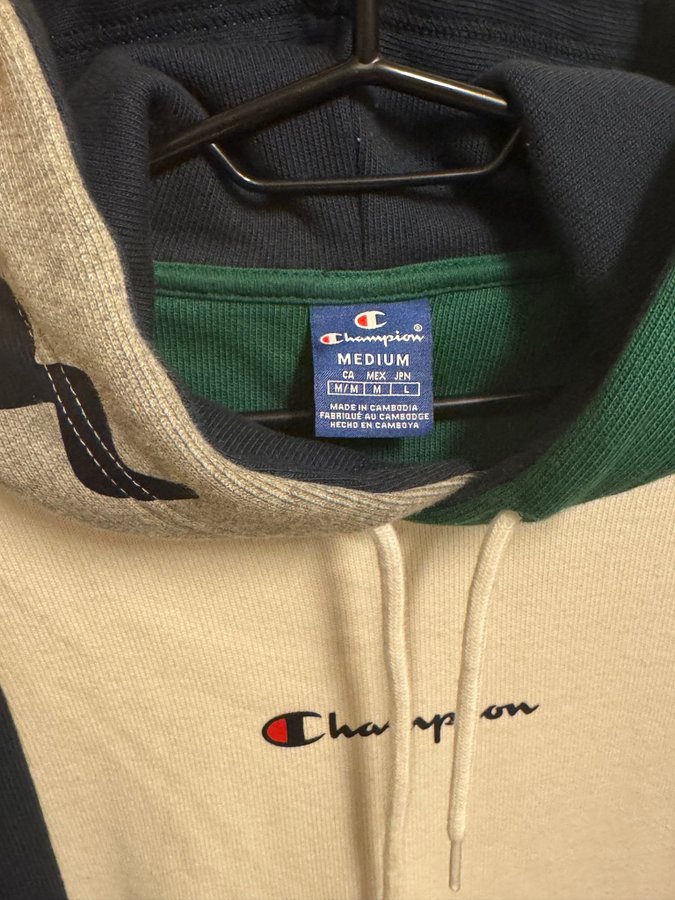 Champion®
MEDIUM
CA MEX JPN
M/M M L
MADE IN CAMBODIA
FABRIQUÉ AU CAMBODGE
HECHO EN CAMBOYA
Champion